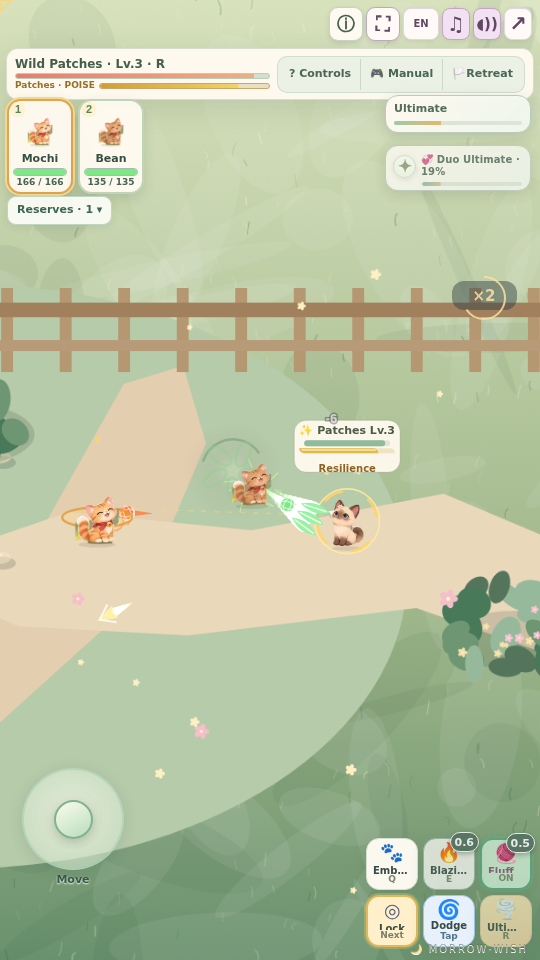 EN
Wild Patches · Lv.3 · R
Patches · POISE
? Controls
🎮 Manual
🏳️Retreat
1
Mochi
166 / 166
2
Bean
135 / 135
Reserves · 1 ▾
Ultimate
💞 Duo Ultimate ·
19%
×2
-6
✨ Patches Lv.3
Resilience
Move
Emb...
Q
0.6
Blazi...
E
0.5
Fluff
ON
Lock
Next
Dodge
Tap
Ulti...
R
🌙 MORROW-WISH